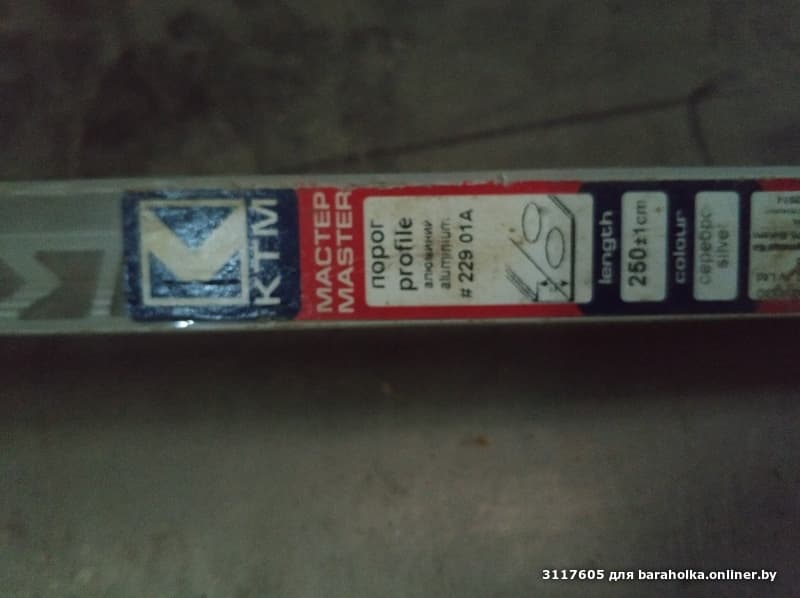 KTM
МАСТЕР
MASTER
порог
profile
алюминий
aluminium
# 229 01A
length
250±1cm
colour
серебро
silver
3117605 для baraholka.onliner.by